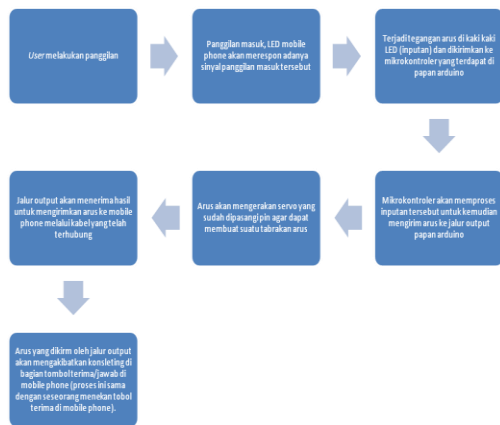 User melakukan panggilan
Panggilan masuk, LED mobile
phone akan merespon adanya
sinyal panggilan masuk tersebut
Terjadi tegangan arus di kaki kaki
LED (inputan) dan dikirimkan ke
mikrokontroler yang terdapat di
papan arduino
Mikrokontroler akan memproses
inputan tersebut untuk kemudian
mengirim arus ke jalur output
papan arduino
Arus akan mengerakan servo yang
sudah dipasangi pin agar dapat
membuat suatu tabrakan arus
Jalur output akan menerima hasil
untuk mengirimkan arus ke mobile
phone melalui kabel yang telah
terhubung
Arus yang dikirm oleh jalur output
akan mengakibatkan konsleting di
bagian tombol terima/jawab di
mobile phone (proses ini sama
dengan seseorang menekan tobol
terima di mobile phone).